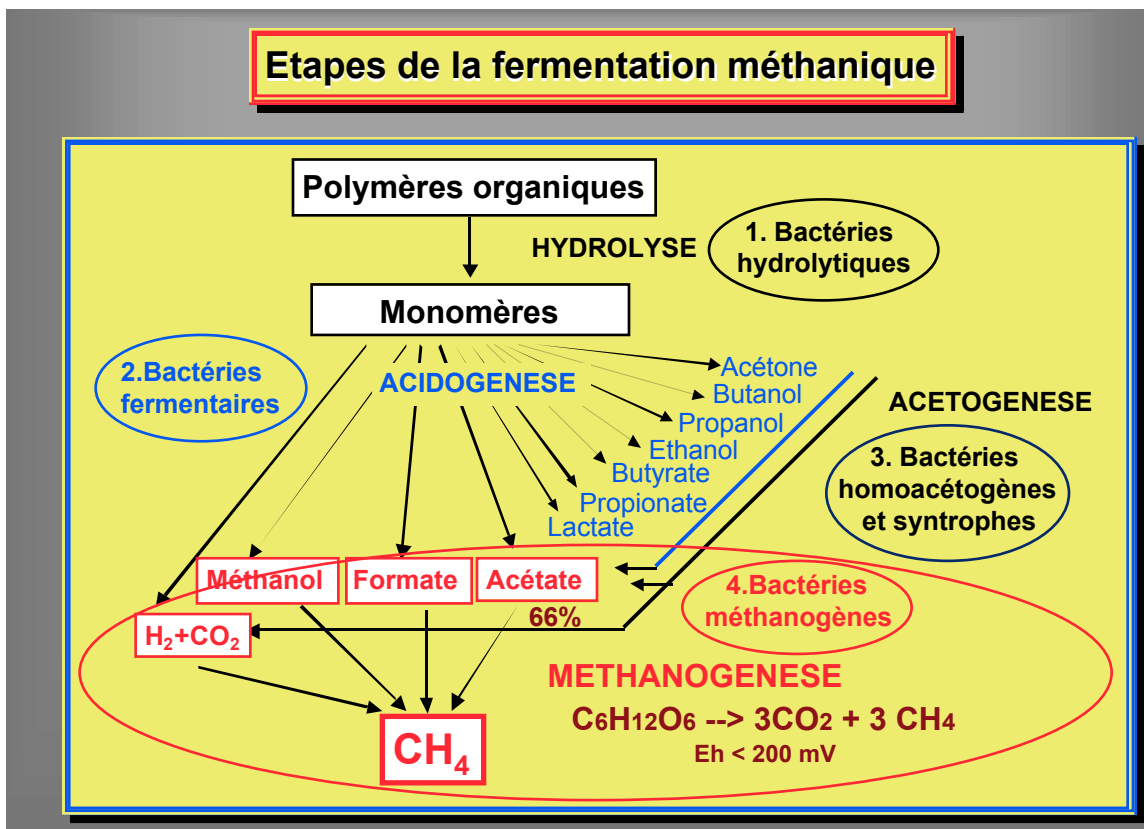 Etapes de la fermentation méthanique
Polymères organiques
HYDROLYSE
1. Bactéries
hydrolytiques
Monomères
2.Bactéries
fermentaires
ACIDOGENESE
Acétone
Butanol
Propanol
Ethanol
Butyrate
Propionate
Lactate
ACETOGENESE
3. Bactéries
homoacétogènes
et syntrophes
Méthanol
Formate
Acétate
66%
4.Bactéries
méthanogènes
H₂+CO₂
METHANOGENESE
C6H12O6 --> 3CO2 + 3 CH4
Eh < 200 mV
CH₄